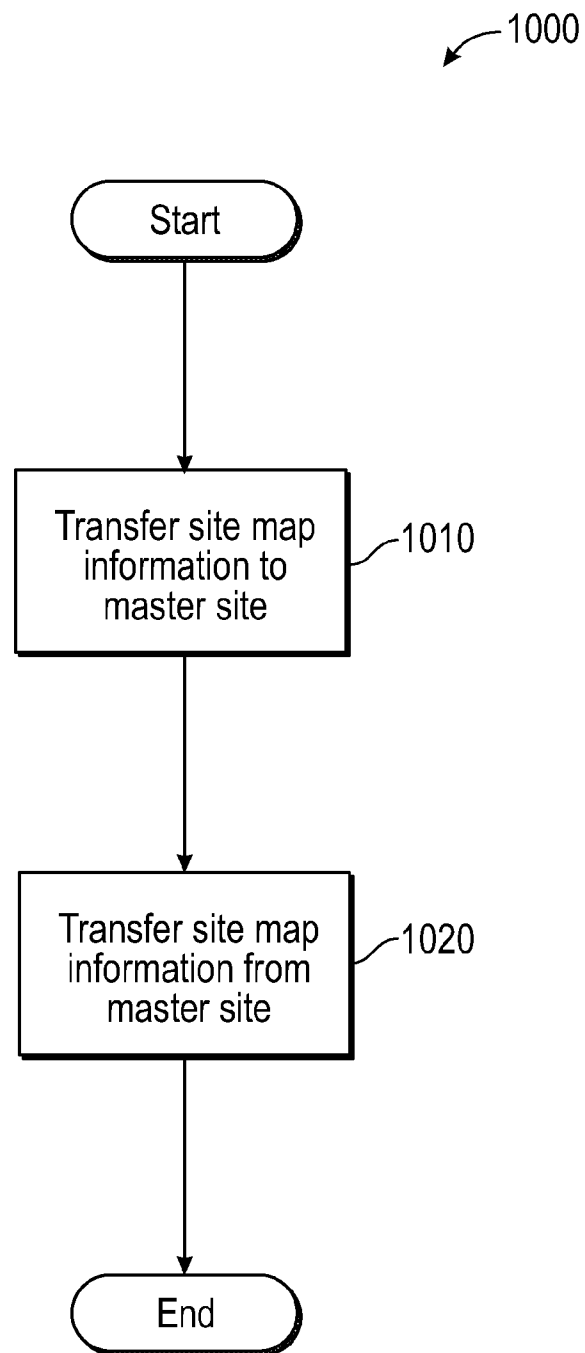 1000
Start
Transfer site map
information to
master site
1010
Transfer site map
information from
master site
1020
End